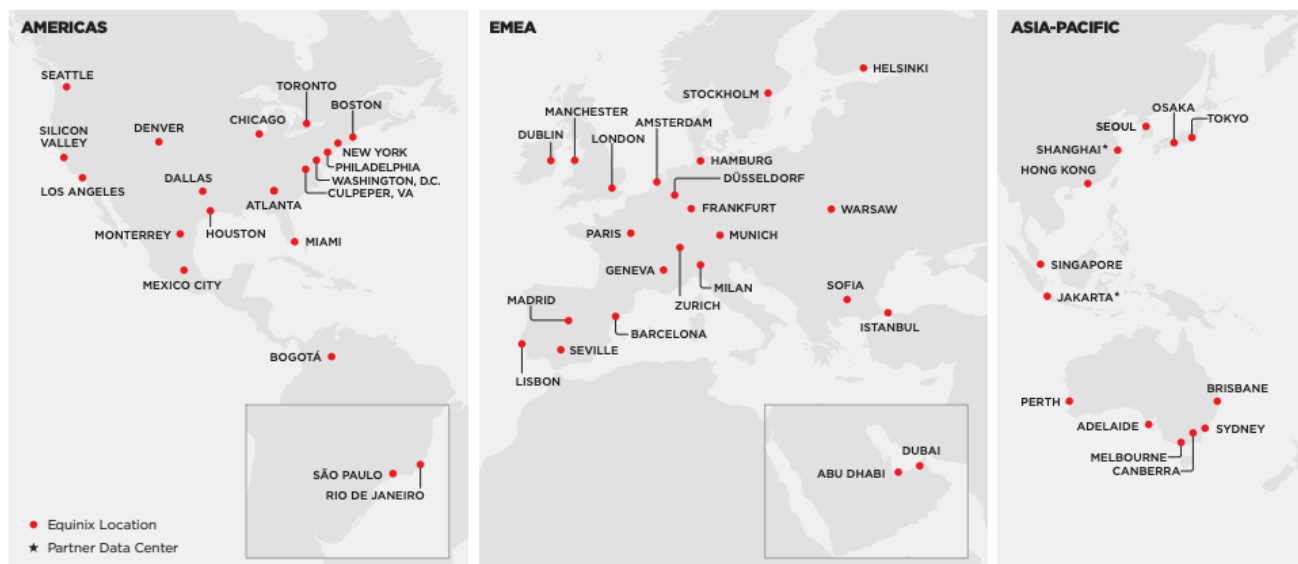 AMERICAS
SEATTLE
TORONTO
BOSTON
CHICAGO
SILICON
VALLEY
DENVER
NEW YORK
PHILADELPHIA
WASHINGTON, D.C.
CULPEPER, VA
LOS ANGELES
DALLAS
ATLANTA
MONTERREY
HOUSTON
MIAMI
MEXICO CITY
BOGOTÁ
SÃO PAULO
RIO DE JANEIRO
Equinix Location
★ Partner Data Center
EMEA
HELSINKI
STOCKHOLM
MANCHESTER
AMSTERDAM
DUBLIN
LONDON
HAMBURG
DÜSSELDORF
FRANKFURT
WARSAW
PARIS
MUNICH
GENEVA
MILAN
SOFIA
MADRID
ZURICH
ISTANBUL
BARCELONA
SEVILLE
LISBON
DUBAI
ABU DHABI
ASIA-PACIFIC
OSAKA
TOKYO
SEOUL
SHANGHAI★
HONG KONG
SINGAPORE
JAKARTA★
BRISBANE
PERTH
ADELAIDE
SYDNEY
MELBOURNE
CANBERRA